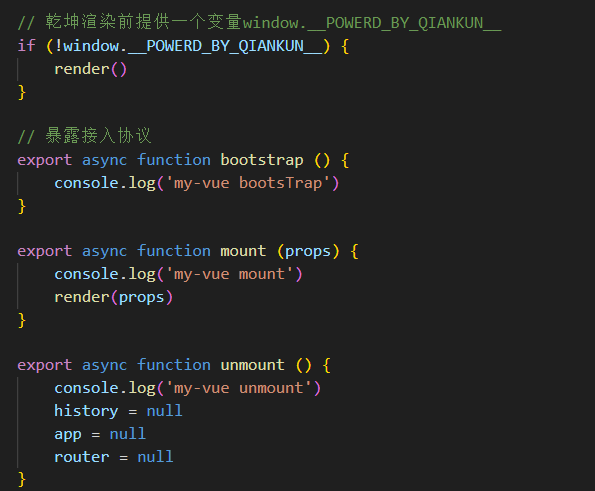 // 乾坤渲染前提供一个变量window.__POWERD_BY_QIANKUN__
if (!window.__POWERD_BY_QIANKUN__) {
    render()
}

// 暴露接入协议
export async function bootstrap () {
    console.log('my-vue bootsTrap')
}

export async function mount (props) {
    console.log('my-vue mount')
    render(props)
}

export async function unmount () {
    console.log('my-vue unmount')
    history = null
    app = null
    router = null
}